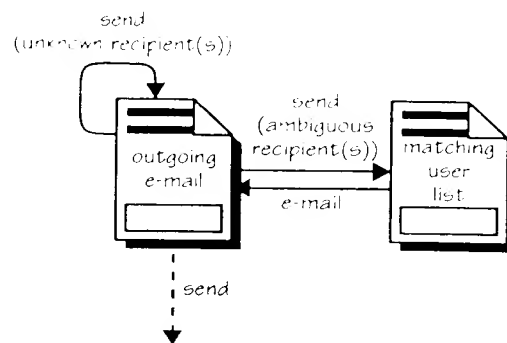 send
(unknown recipient(s))
send
(ambiguous
recipient(s))
outgoing
e-mail
matching
user
list
e-mail
send